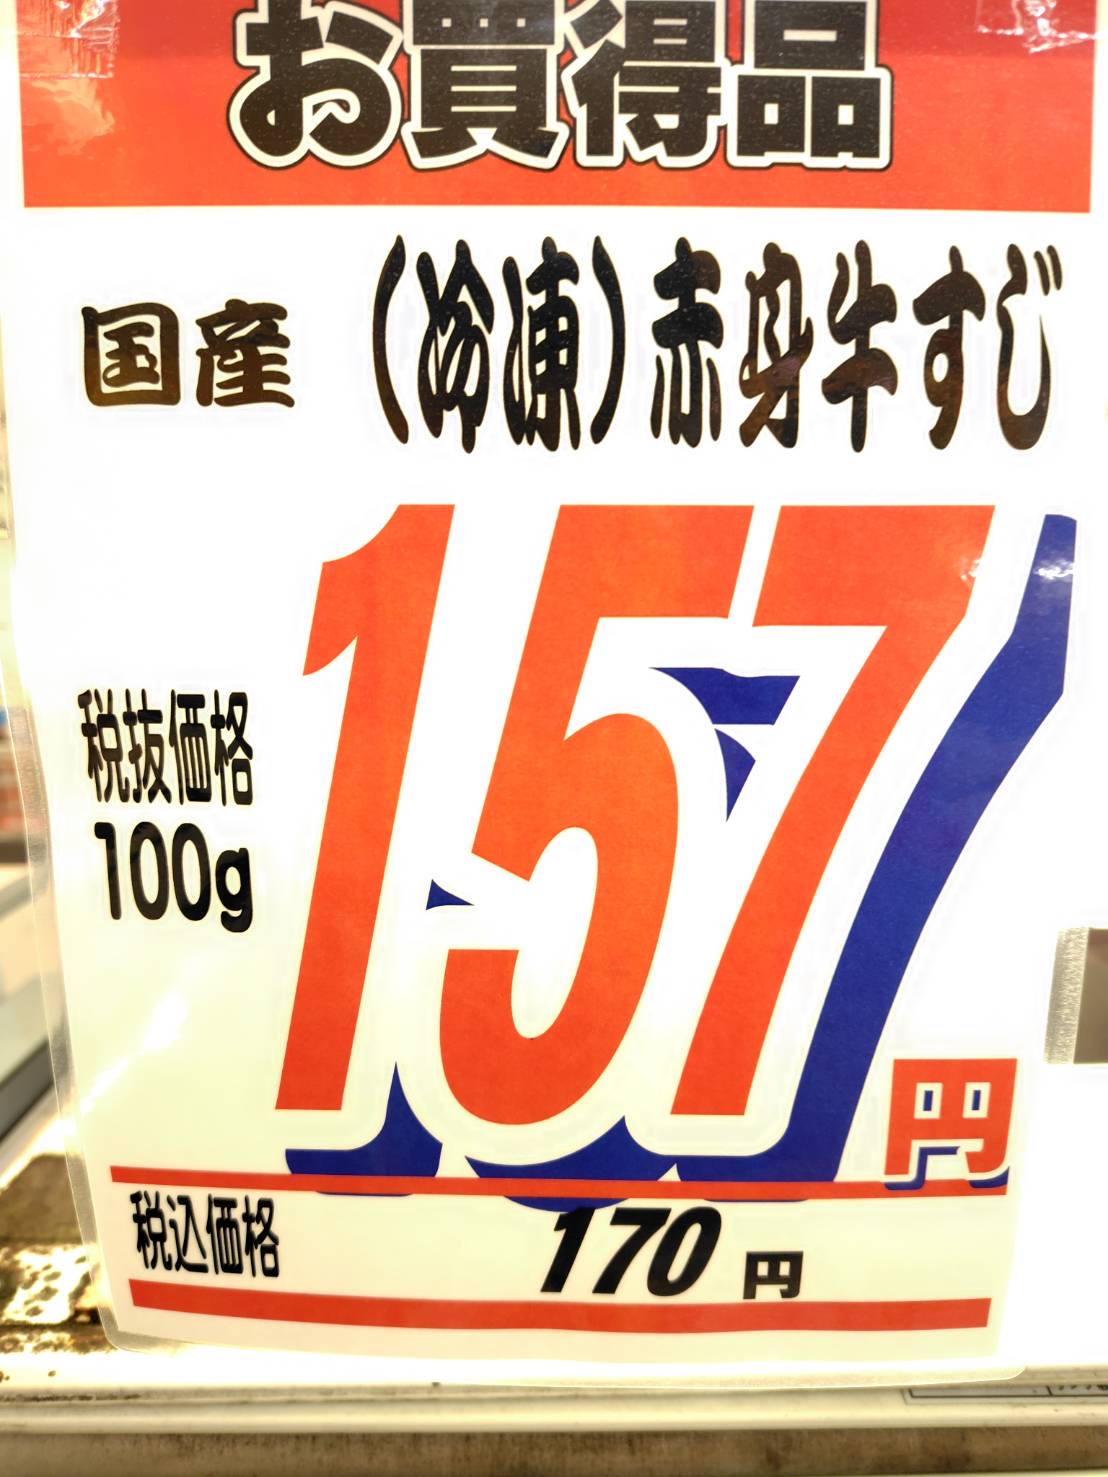 お買得品
国産 (冷凍)赤身牛すじ
157円
税抜価格
100g
税込価格 170円